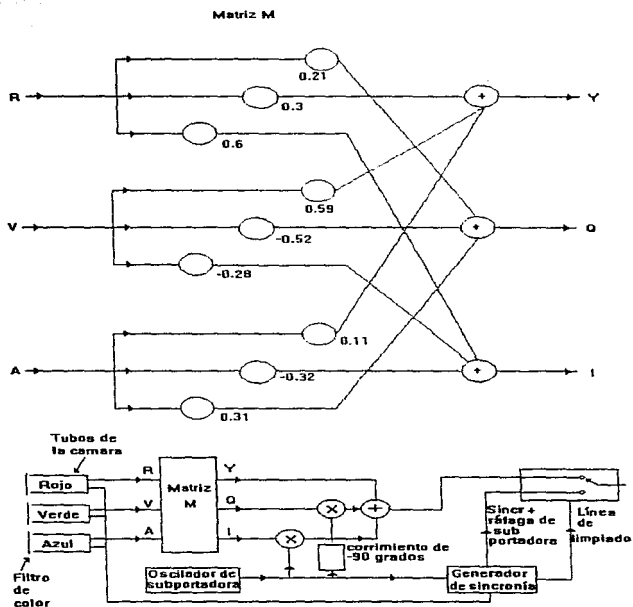 Matriz M
0.21
R
0.3
Y
0.6
0.59
V
-0.52
Q
-0.28
0.11
A
-0.32
I
0.31
Tubos de
la camara
Rojo
Verde
Azul
Filtro
de
color
R
V
A
Matriz
M
Y
Q
I
corrimiento de
-90 grados
Oscilador de
subportadora
Generador
de sincronía
Sincr +
ráfaga de
sub
portadora
Línea
de
limpiado